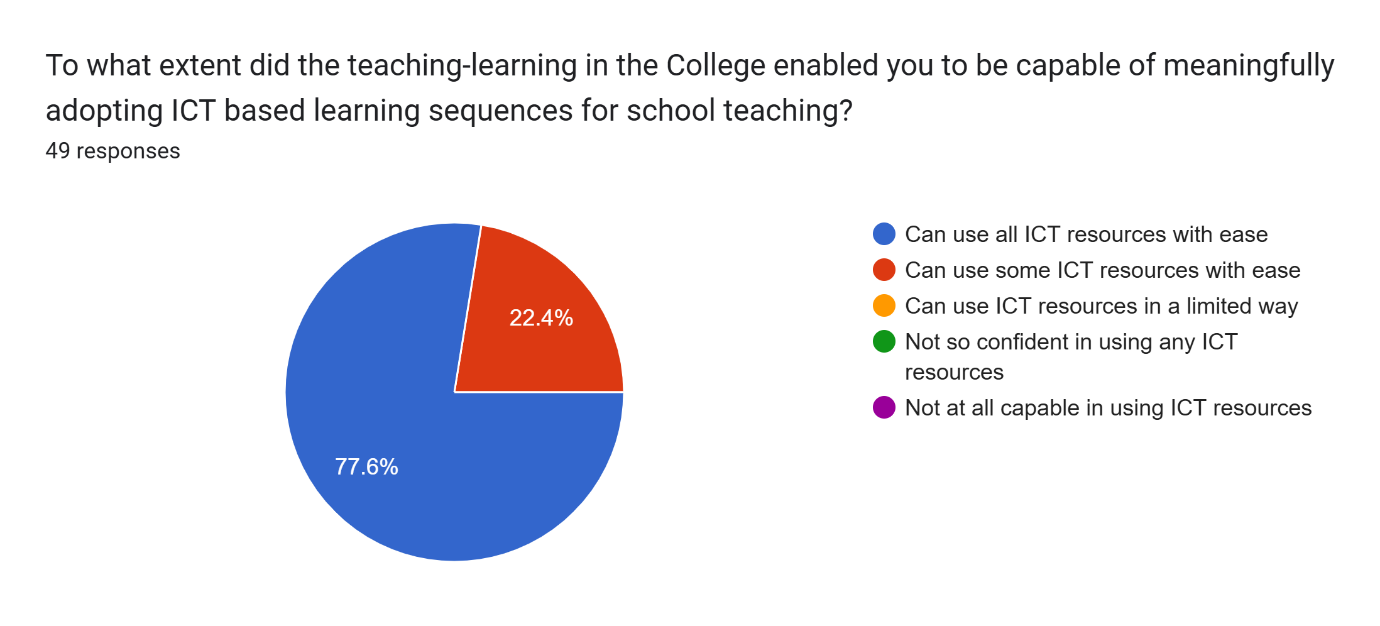 To what extent did the teaching-learning in the College enabled you to be capable of meaningfully
adopting ICT based learning sequences for school teaching?
49 responses
Can use all ICT resources with ease
Can use some ICT resources with ease
Can use ICT resources in a limited way
Not so confident in using any ICT
resources
Not at all capable in using ICT resources
22.4%
77.6%